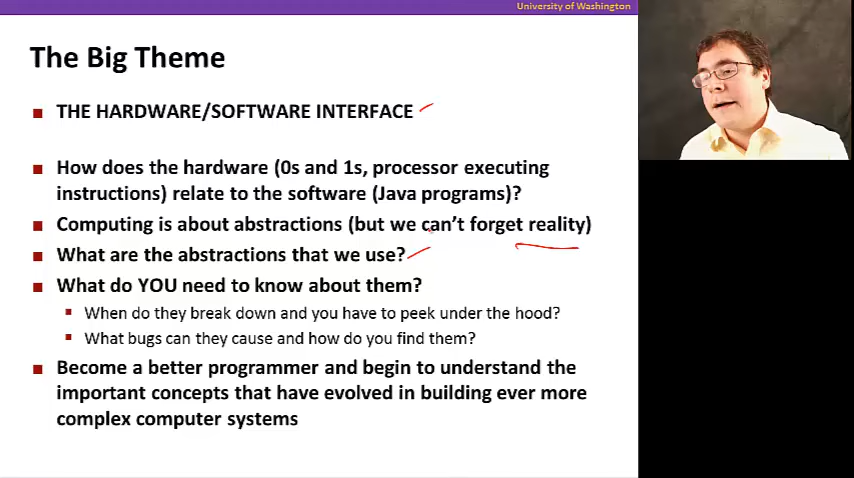 University of Washington
The Big Theme
THE HARDWARE/SOFTWARE INTERFACE
How does the hardware (0s and 1s, processor executing
instructions) relate to the software (Java programs)?
Computing is about abstractions (but we can't forget reality)
What are the abstractions that we use?
What do YOU need to know about them?
When do they break down and you have to peek under the hood?
What bugs can they cause and how do you find them?
Become a better programmer and begin to understand the
important concepts that have evolved in building ever more
complex computer systems